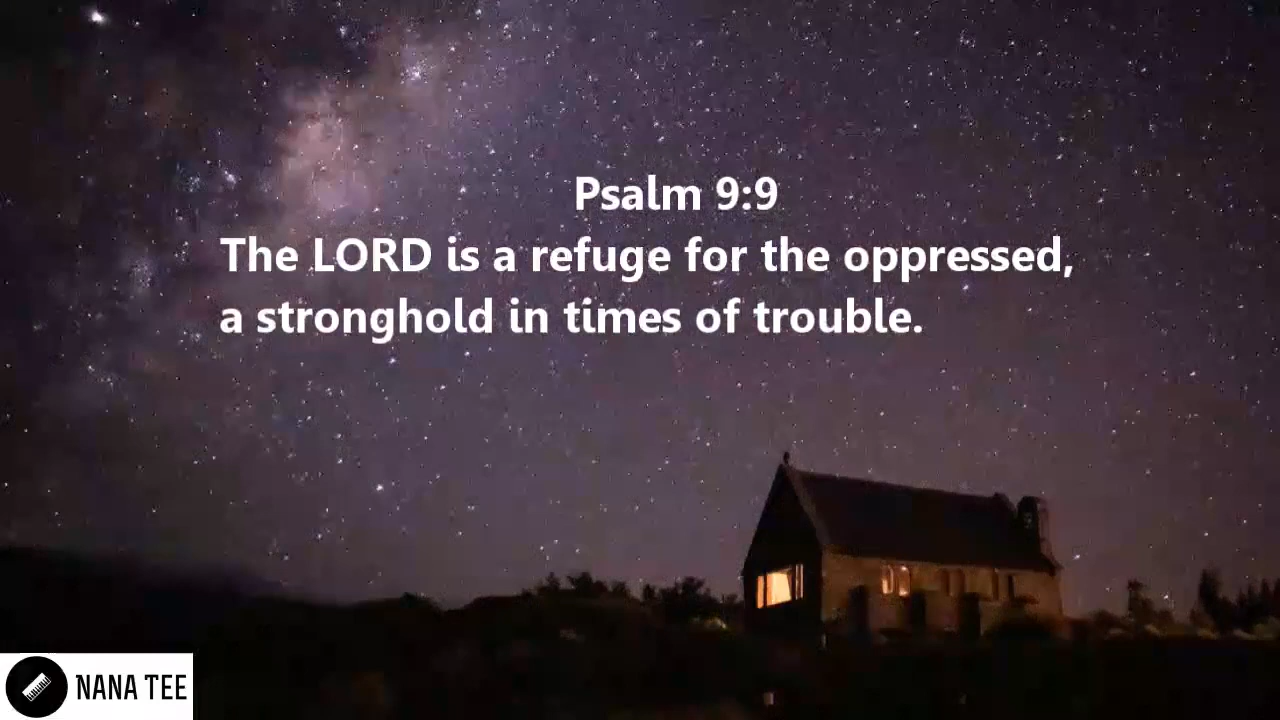 Psalm 9:9
The LORD is a refuge for the oppressed,
a stronghold in times of trouble.
NANA TEE